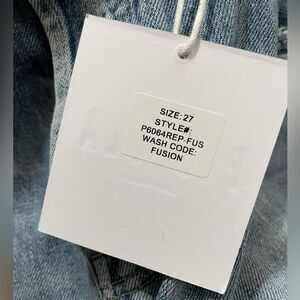 SIZE: 27
STYLE#:
P6064REP-FUS
WASH CODE:
FUSION